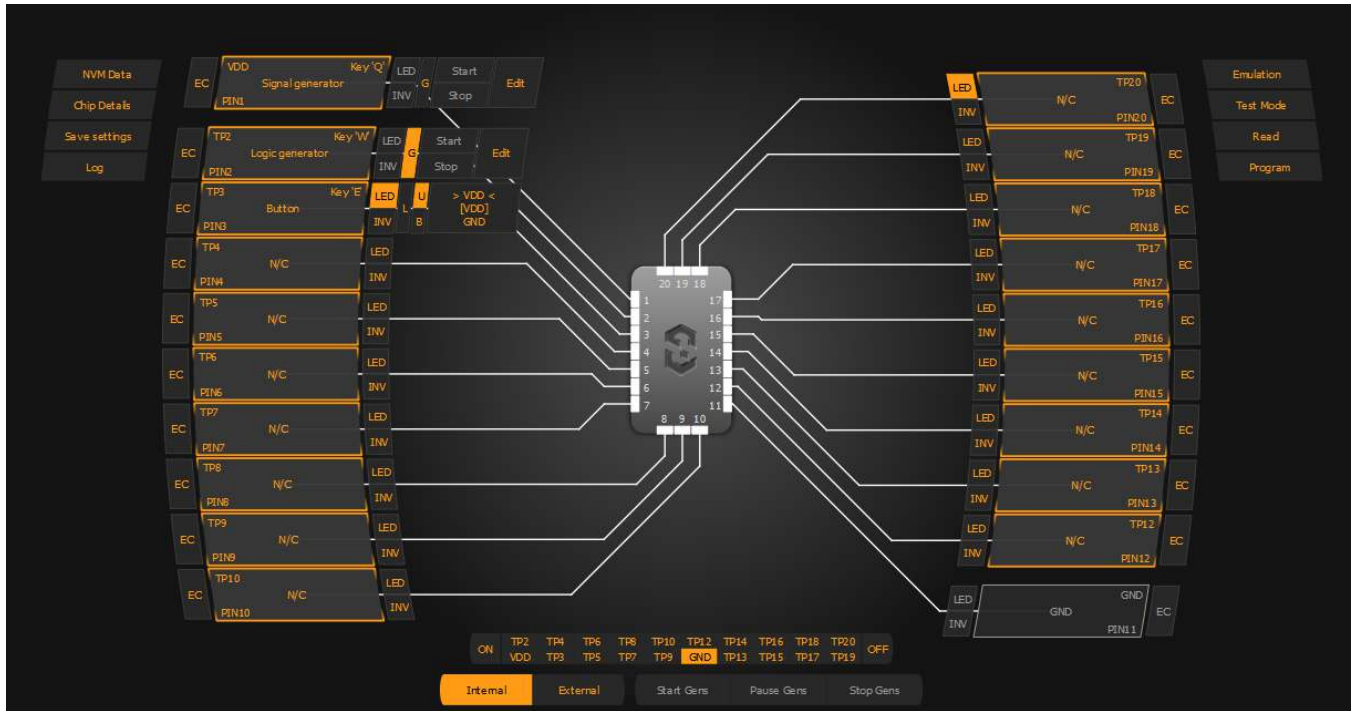 NVM Data
Chip Details
Save settings
Log
EC VDD Key 'Q' Signal generator PIN1 LED INV G Start Stop Edit
EC TP2 Key 'W' Logic generator PIN2 LED INV G Start Stop Edit
EC TP3 Key 'E' Button PIN3 LED INV L U B > VDD < [VDD] GND
EC TP4 N/C PIN4 LED INV
EC TP5 N/C PIN5 LED INV
EC TP6 N/C PIN6 LED INV
EC TP7 N/C PIN7 LED INV
EC TP8 N/C PIN8 LED INV
EC TP9 N/C PIN9 LED INV
EC TP10 N/C PIN10 LED INV
20 19 18
1 17
2 16
3 15
4 14
5 13
6 12
7 11
8 9 10
LED INV TP20 N/C PIN20 EC
LED INV TP19 N/C PIN19 EC
LED INV TP18 N/C PIN18 EC
LED INV TP17 N/C PIN17 EC
LED INV TP16 N/C PIN16 EC
LED INV TP15 N/C PIN15 EC
LED INV TP14 N/C PIN14 EC
LED INV TP13 N/C PIN13 EC
LED INV TP12 N/C PIN12 EC
LED INV GND GND PIN11 EC
Emulation
Test Mode
Read
Program
ON TP2 TP4 TP6 TP8 TP10 TP12 TP14 TP16 TP18 TP20 OFF
VDD TP3 TP5 TP7 TP9 GND TP13 TP15 TP17 TP19
Internal External Start Gens Pause Gens Stop Gens